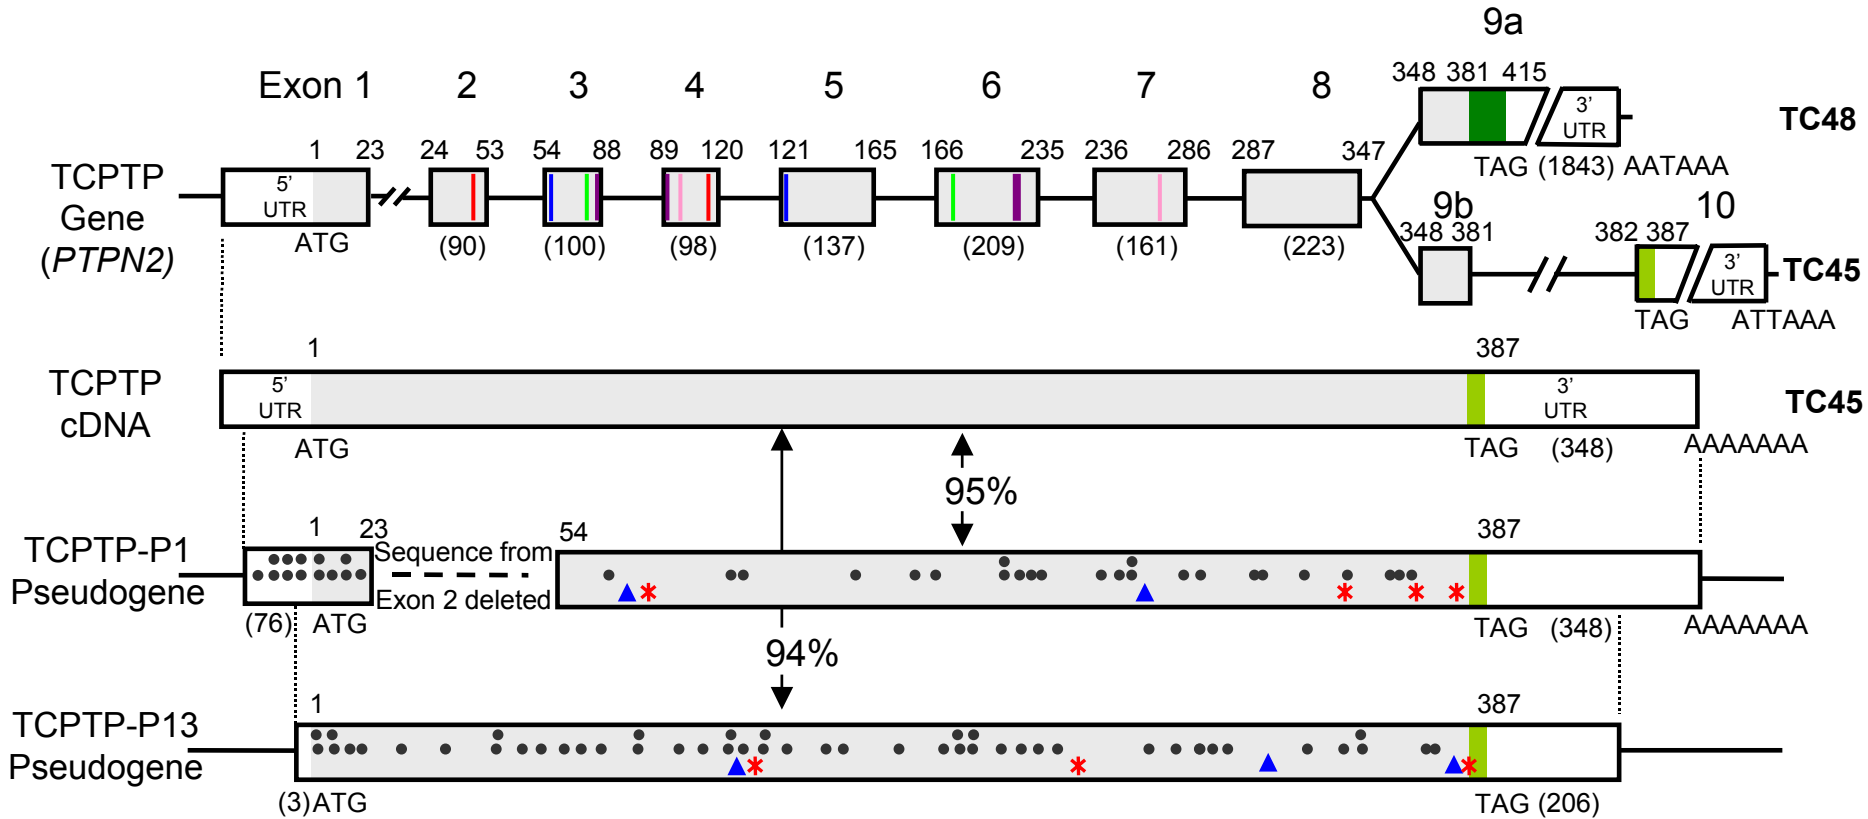 9a
Exon 1 2 3 4 5 6 7 8
348 381 415
3’
UTR
TC48
1 23 24 53 54 88 89 120 121 165 166 235 236 286 287 347
TAG (1843) AATAAA
TCPTP
Gene
(PTPN2)
5’
UTR
ATG (90) (100) (98) (137) (209) (161) (223)
9b 10
348 381 382 387
3’
UTR
TC45
TAG ATTAAA
1 387
TCPTP
cDNA
5’
UTR
3’
UTR
TC45
ATG TAG (348) AAAAAAA
95%
1 23 54 387
TCPTP-P1
Pseudogene
Sequence from
Exon 2 deleted
(76) ATG TAG (348) AAAAAAA
94%
1 387
TCPTP-P13
Pseudogene
(3) ATG TAG (206)